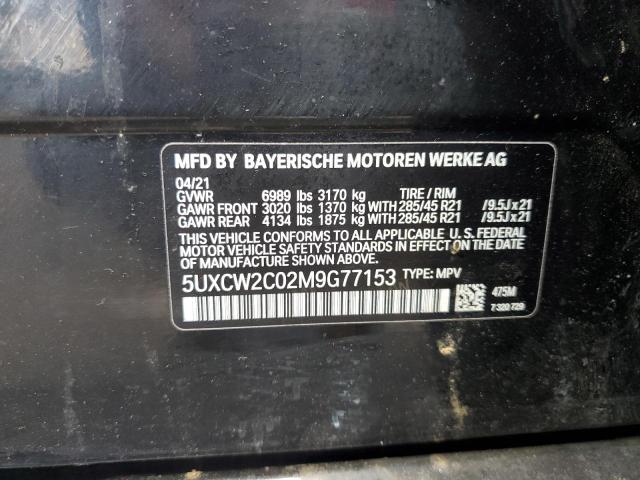 MFD BY BAYERISCHE MOTOREN WERKE AG
04/21
GVWR 6989 lbs 3170 kg TIRE / RIM
GAWR FRONT 3020 lbs 1370 kg WITH 285/45 R21 /9.5J x 21
GAWR REAR 4134 lbs 1875 kg WITH 285/45 R21 /9.5J x 21
THIS VEHICLE CONFORMS TO ALL APPLICABLE U. S. FEDERAL
MOTOR VEHICLE SAFETY STANDARDS IN EFFECT ON THE DATE
OF MANUFACTURE SHOWN ABOVE.
5UXCW2C02M9G77153 TYPE: MPV
475M
7 320 729